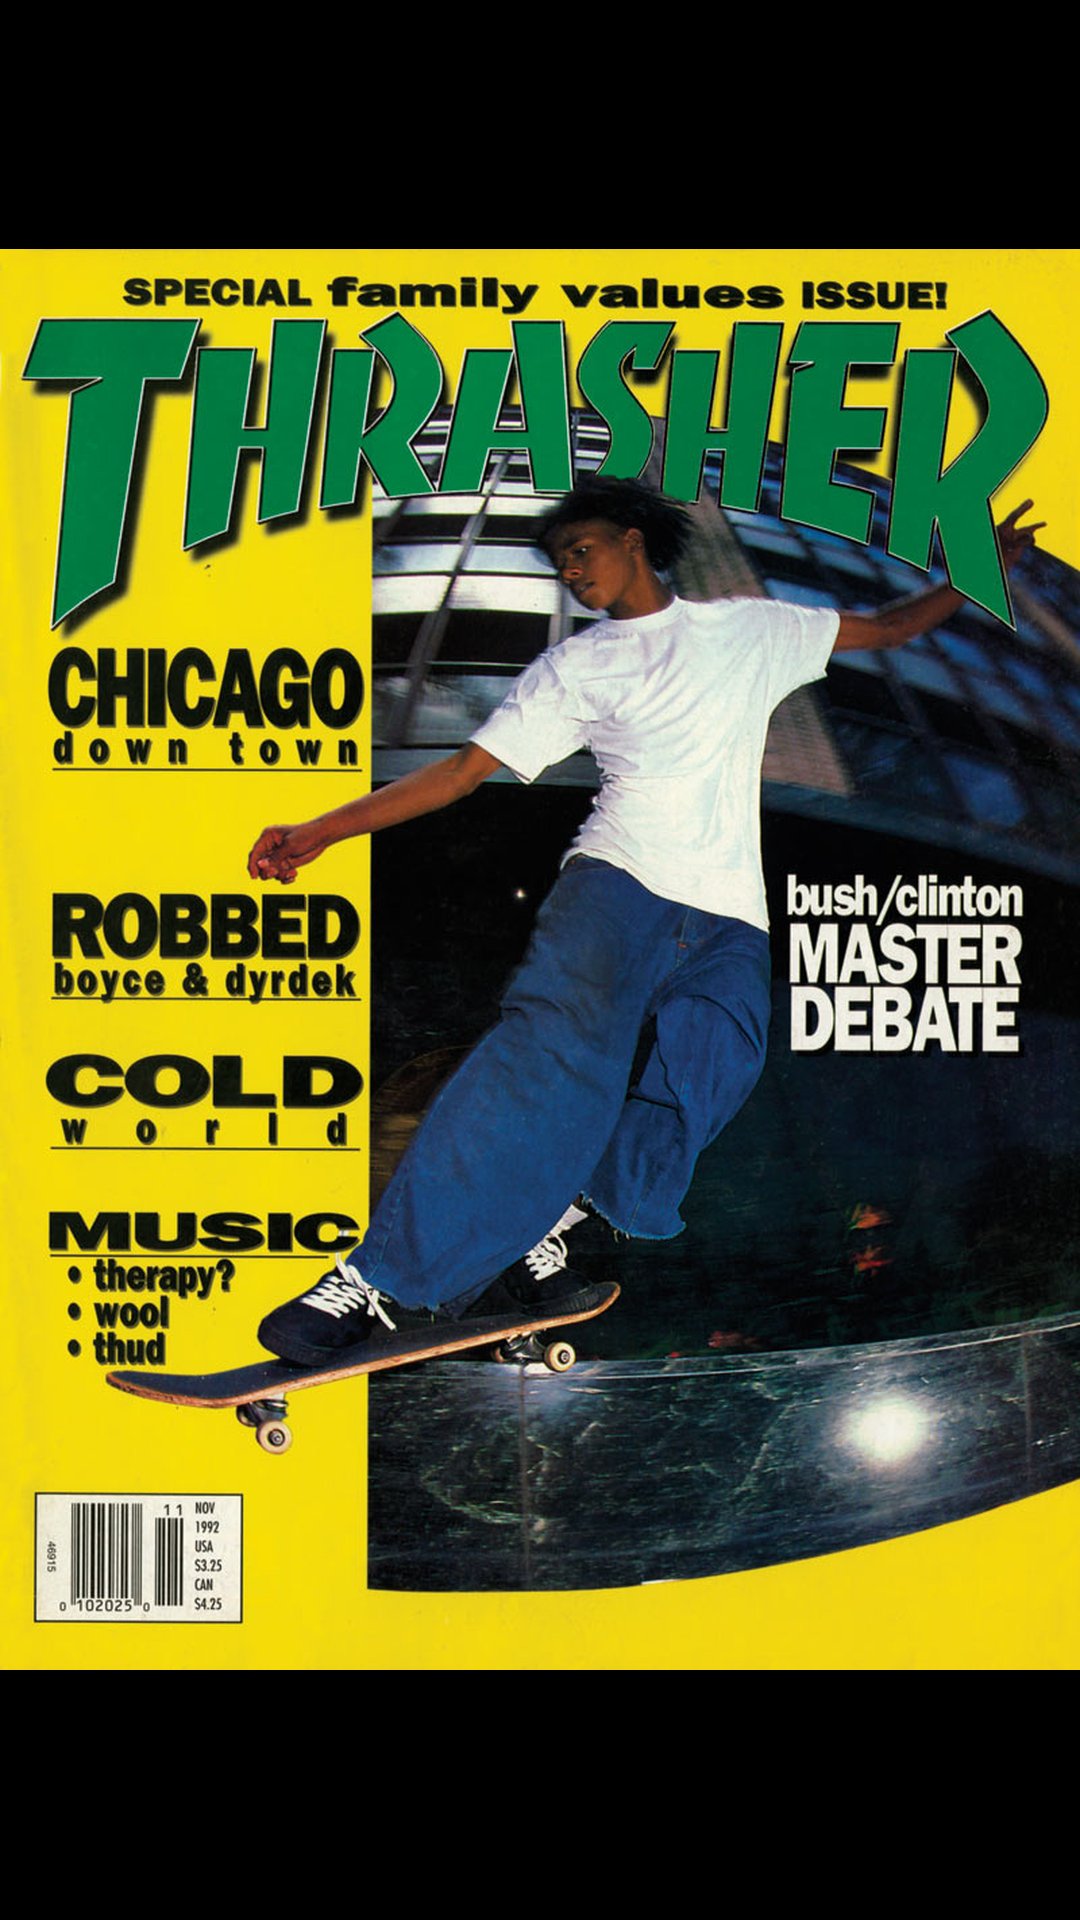 SPECIAL family values ISSUE!
THRASHER
CHICAGO
down town
ROBBED
boyce & dyrdek
COLD
world
MUSIC
• therapy?
• wool
• thud
bush/clinton
MASTER
DEBATE
11
NOV
1992
USA
$3.25
CAN
$4.25
46915
0 102025 0